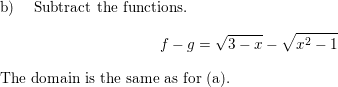 b) Subtract the functions.
f − g = √(3 − x) − √(x² − 1)
The domain is the same as for (a).